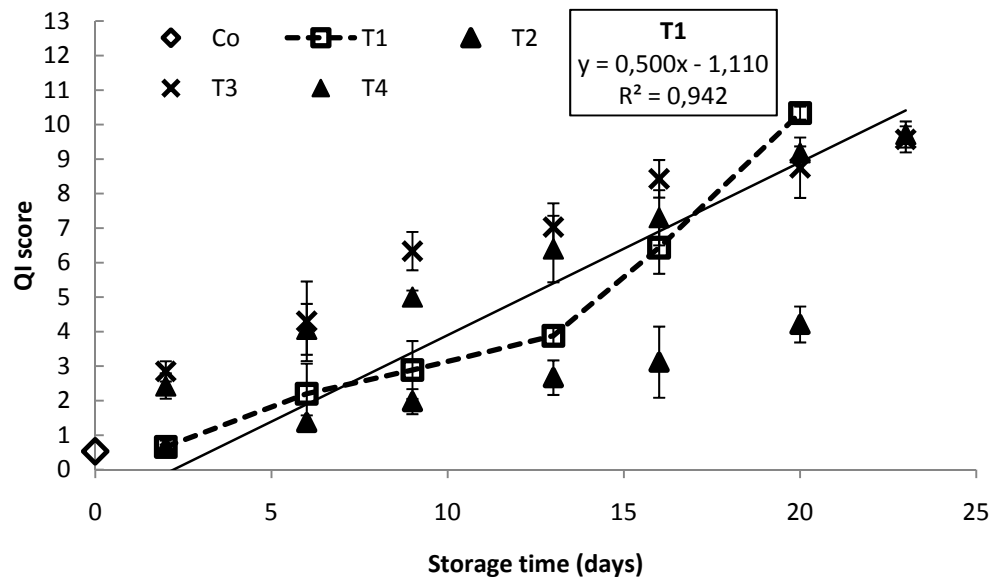 13
12
11
10
9
8
7
6
5
4
3
2
1
0
QI score
Co
T1
T2
T3
T4
T1
y = 0,500x - 1,110
R² = 0,942
0 5 10 15 20 25
Storage time (days)